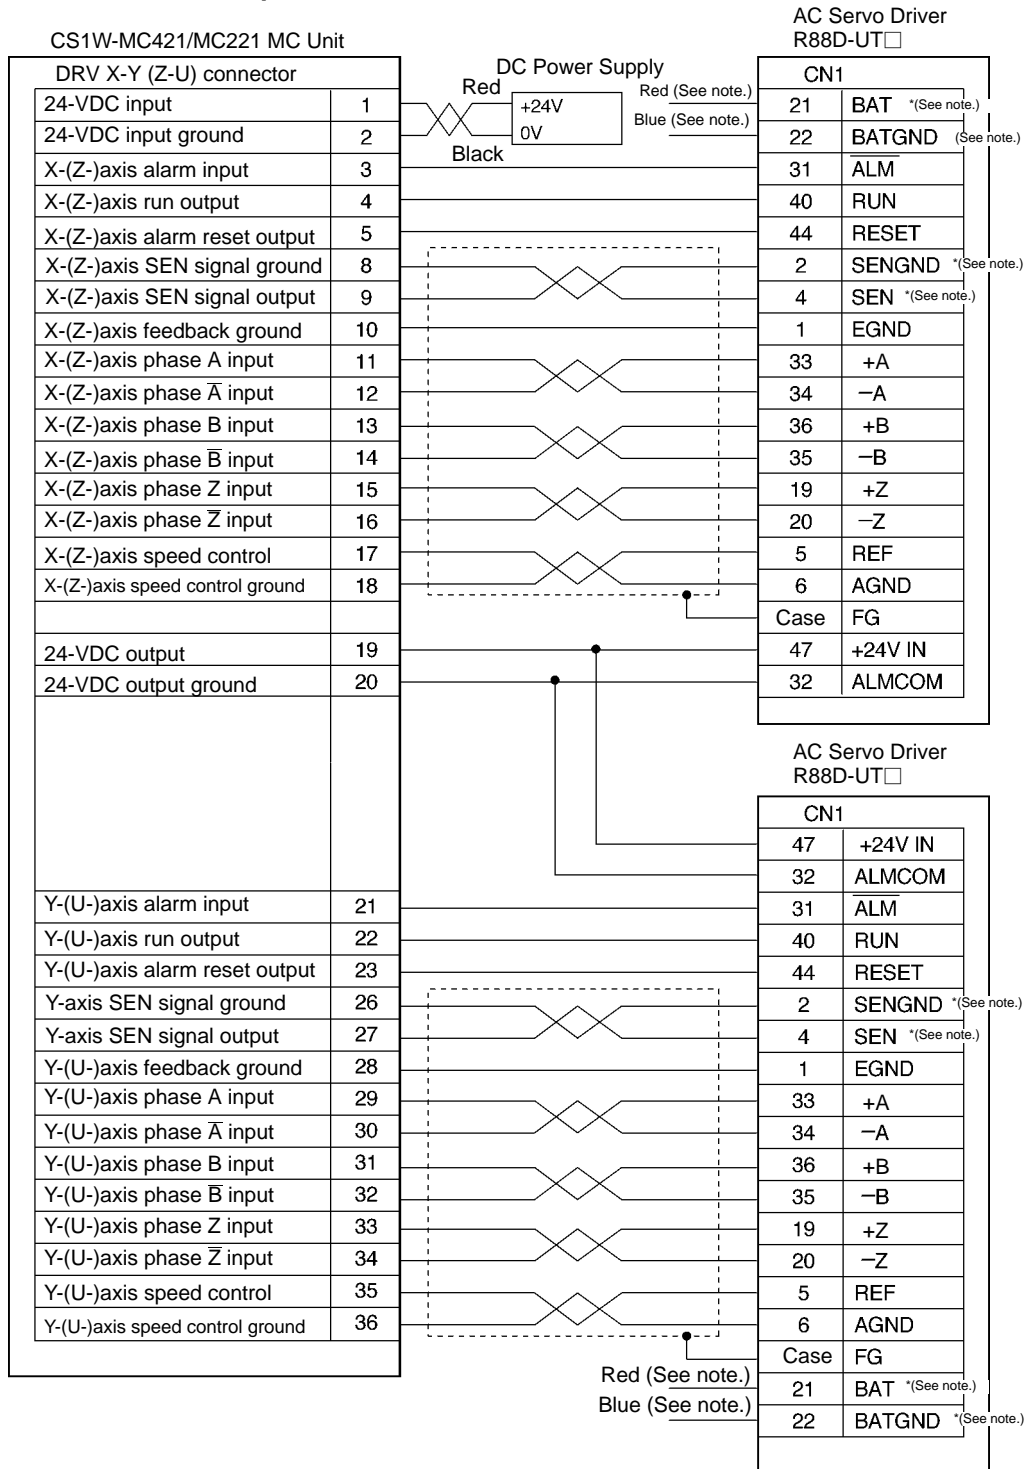 AC Servo Driver
CS1W-MC421/MC221 MC Unit R88D-UT□
DRV X-Y (Z-U) connector DC Power Supply CN1
24-VDC input 1 Red +24V Red (See note.) 21 BAT *(See note.)
24-VDC input ground 2 Black 0V Blue (See note.) 22 BATGND (See note.)
X-(Z-)axis alarm input 3 31 A̅L̅M̅
X-(Z-)axis run output 4 40 RUN
X-(Z-)axis alarm reset output 5 44 RESET
X-(Z-)axis SEN signal ground 8 2 SENGND *(See note.)
X-(Z-)axis SEN signal output 9 4 SEN *(See note.)
X-(Z-)axis feedback ground 10 1 EGND
X-(Z-)axis phase A input 11 33 +A
X-(Z-)axis phase A̅ input 12 34 −A
X-(Z-)axis phase B input 13 36 +B
X-(Z-)axis phase B̅ input 14 35 −B
X-(Z-)axis phase Z input 15 19 +Z
X-(Z-)axis phase Z̅ input 16 20 −Z
X-(Z-)axis speed control 17 5 REF
X-(Z-)axis speed control ground 18 6 AGND
Case FG
24-VDC output 19 47 +24V IN
24-VDC output ground 20 32 ALMCOM
AC Servo Driver
R88D-UT□
CN1
47 +24V IN
32 ALMCOM
Y-(U-)axis alarm input 21 31 A̅L̅M̅
Y-(U-)axis run output 22 40 RUN
Y-(U-)axis alarm reset output 23 44 RESET
Y-axis SEN signal ground 26 2 SENGND *(See note.)
Y-axis SEN signal output 27 4 SEN *(See note.)
Y-(U-)axis feedback ground 28 1 EGND
Y-(U-)axis phase A input 29 33 +A
Y-(U-)axis phase A̅ input 30 34 −A
Y-(U-)axis phase B input 31 36 +B
Y-(U-)axis phase B̅ input 32 35 −B
Y-(U-)axis phase Z input 33 19 +Z
Y-(U-)axis phase Z̅ input 34 20 −Z
Y-(U-)axis speed control 35 5 REF
Y-(U-)axis speed control ground 36 6 AGND
Case FG
Red (See note.) 21 BAT *(See note.)
Blue (See note.) 22 BATGND *(See note.)